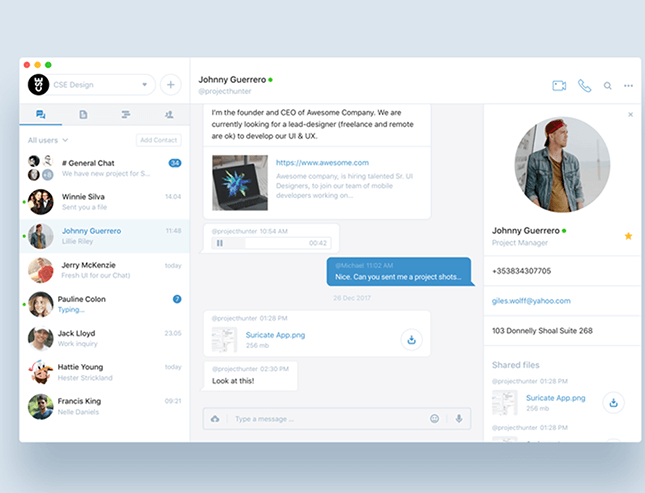 CSE
CSE Design
All users
Add Contact
# General Chat
34
We have new project for S...
+8
Winnie Silva
14:04
Sent you a file
Johnny Guerrero
11:48
Lillie Riley
Jerry McKenzie
today
Fresh UI for our Chat)
Pauline Colon
7
Typing...
Jack Lloyd
23:05
Work inquiry
Hattie Young
today
Hester Strickland
Francis King
09:21
Nelle Daniels
Johnny Guerrero
@projecthunter
I'm the founder and CEO of Awesome Company. We are
currently looking for a lead-designer (freelance and remote
are ok) to develop our UI & UX.
https://www.awesome.com
Awesome company, is hiring talented Sr. UI
Designers, to join our team of mobile
developers working on...
@projecthunter 10:54 AM
00:42
@Michael 11:02 AM
Nice. Can you sent me a project shots...
26 Dec 2017
@projecthunter 01:28 PM
Suricate App.png
256 mb
@projecthunter 02:30 PM
Look at this!
Type a message ...
Johnny Guerrero
Project Manager
+353834307705
giles.wolff@yahoo.com
103 Donnelly Shoal Suite 268
Shared files
@projecthunter 01:28 PM
Suricate App.png
256 mb
@projecthunter 01:28 PM
Suricate App.png